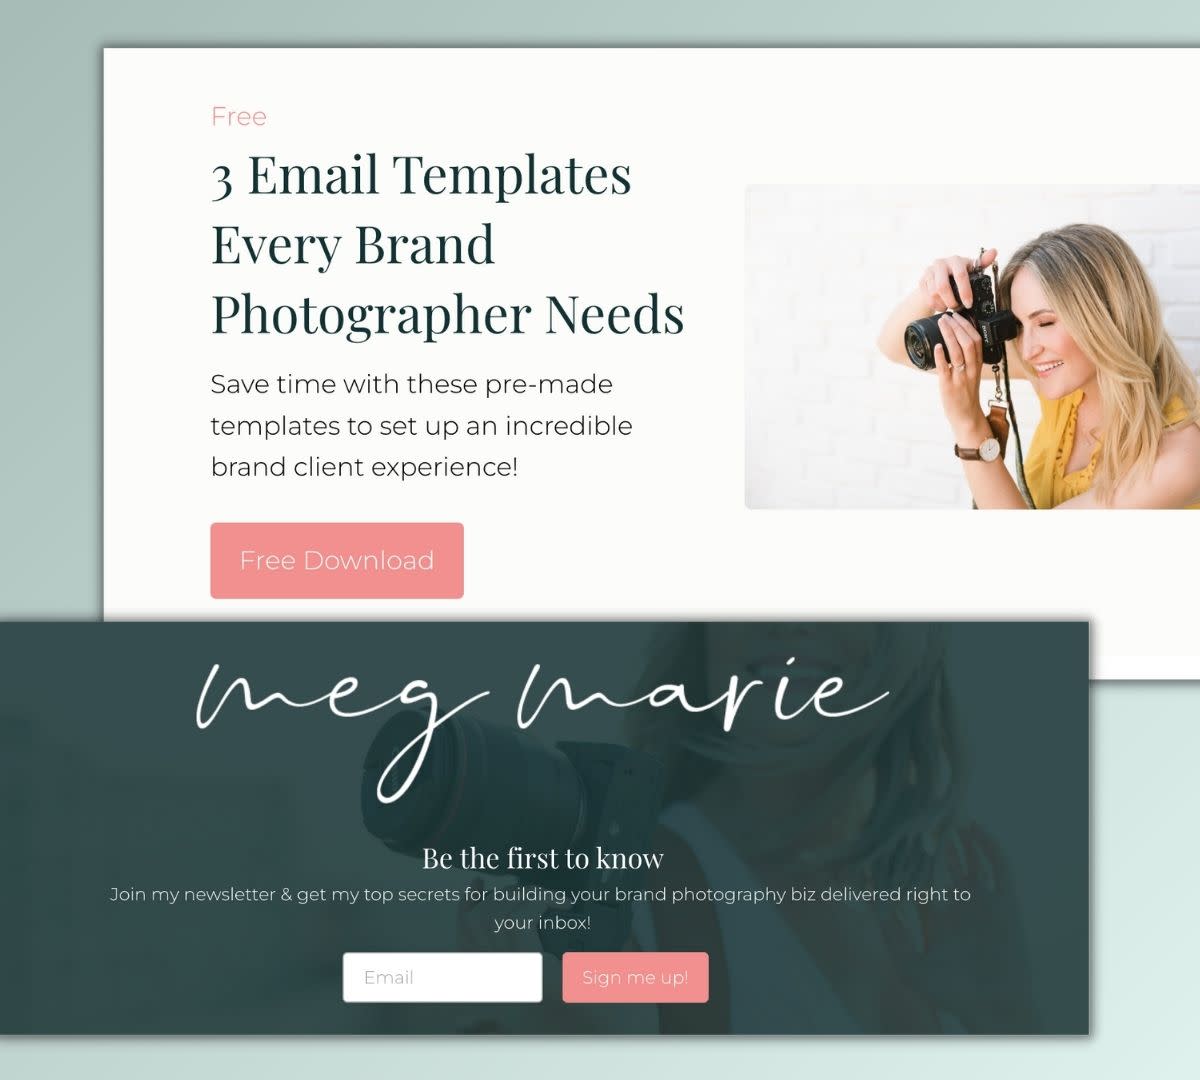 Free
3 Email Templates
Every Brand
Photographer Needs
Save time with these pre-made
templates to set up an incredible
brand client experience!
Free Download
meg marie
Be the first to know
Join my newsletter & get my top secrets for building your brand photography biz delivered right to
your inbox!
Email
Sign me up!